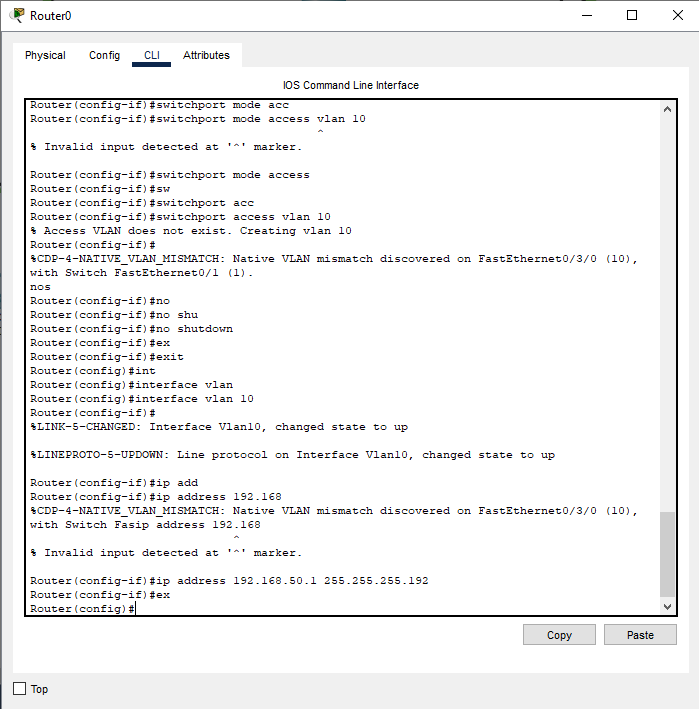 Router0
Physical Config CLI Attributes
IOS Command Line Interface
Router(config-if)#switchport mode acc
Router(config-if)#switchport mode access vlan 10
^
% Invalid input detected at '^' marker.
Router(config-if)#switchport mode access
Router(config-if)#sw
Router(config-if)#switchport acc
Router(config-if)#switchport access vlan 10
% Access VLAN does not exist. Creating vlan 10
Router(config-if)#
%CDP-4-NATIVE_VLAN_MISMATCH: Native VLAN mismatch discovered on FastEthernet0/3/0 (10),
with Switch FastEthernet0/1 (1).
nos
Router(config-if)#no
Router(config-if)#no shu
Router(config-if)#no shutdown
Router(config-if)#ex
Router(config-if)#exit
Router(config)#int
Router(config)#interface vlan
Router(config)#interface vlan 10
Router(config-if)#
%LINK-5-CHANGED: Interface Vlan10, changed state to up
%LINEPROTO-5-UPDOWN: Line protocol on Interface Vlan10, changed state to up
Router(config-if)#ip add
Router(config-if)#ip address 192.168
%CDP-4-NATIVE_VLAN_MISMATCH: Native VLAN mismatch discovered on FastEthernet0/3/0 (10),
with Switch Fasip address 192.168
^
% Invalid input detected at '^' marker.
Router(config-if)#ip address 192.168.50.1 255.255.255.192
Router(config-if)#ex
Router(config)#
Copy Paste
Top